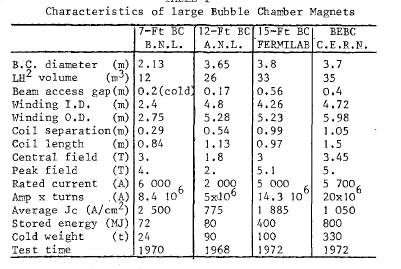 Characteristics of large Bubble Chamber Magnets
7-Ft BC 12-Ft BC 15-Ft BC BEBC
B.N.L. A.N.L. FERMILAB C.E.R.N.
B.C. diameter (m) 2.13 3.65 3.8 3.7
LH2 volume (m3) 12 26 33 35
Beam access gap(m) 0.2(cold) 0.17 0.56 0.4
Winding I.D. (m) 2.4 4.8 4.26 4.72
Winding O.D. (m) 2.75 5.28 5.23 5.98
Coil separation(m) 0.29 0.54 0.99 1.05
Coil length (m) 0.84 1.13 0.97 1.5
Central field (T) 3. 1.8 3 3.45
Peak field (T) 4. 2. 5.1 5.
Rated current (A) 6 000 2 000 5 000 5 700
Amp x turns (A) 8.4 10^6 5x10^6 14.3 10^6 20x10^6
Average Jc (A/cm2) 2 500 775 1 885 1 050
Stored energy (MJ) 72 80 400 800
Cold weight (t) 24 90 100 330
Test time 1970 1968 1972 1972